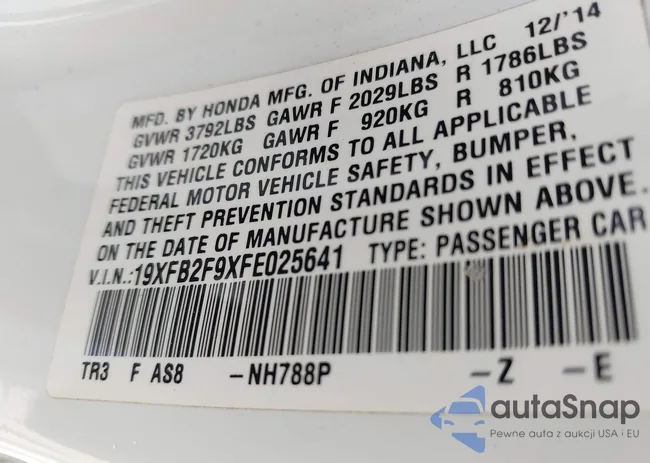 MFD. BY HONDA MFG. OF INDIANA, LLC 12/'14
GVWR 3792LBS GAWR F 2029LBS R 1786LBS
GVWR 1720KG GAWR F 920KG R 810KG
THIS VEHICLE CONFORMS TO ALL APPLICABLE
FEDERAL MOTOR VEHICLE SAFETY, BUMPER,
AND THEFT PREVENTION STANDARDS IN EFFECT
ON THE DATE OF MANUFACTURE SHOWN ABOVE.
V.I.N.:19XFB2F9XFE025641 TYPE: PASSENGER CAR
TR3 F AS8 -NH788P -Z -E
autaSnap
Pewne auta z aukcji USA i EU